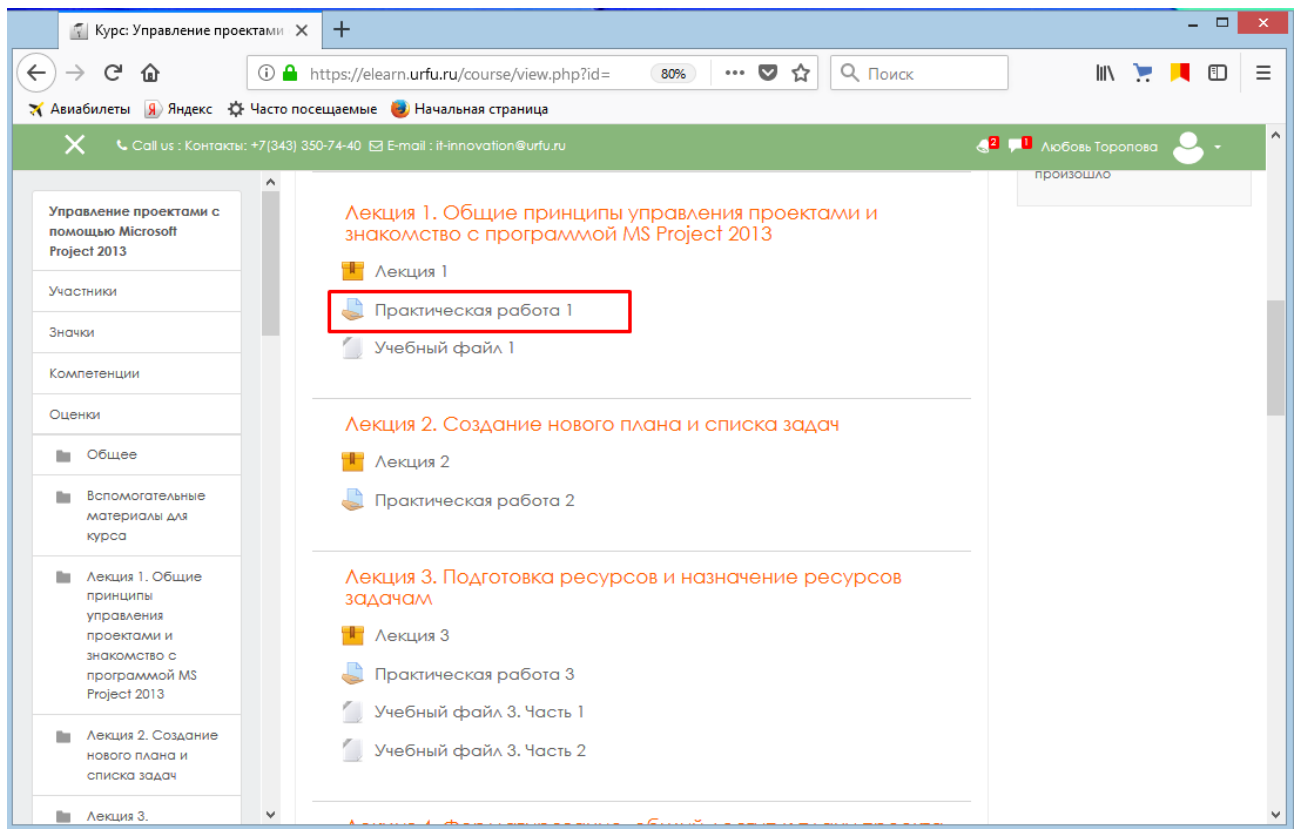 Курс: Управление проектами
https://elearn.urfu.ru/course/view.php?id=
80%
Поиск
Авиабилеты
Яндекс
Часто посещаемые
Начальная страница
Call us : Контакты: +7(343) 350-74-40 E-mail : it-innovation@urfu.ru
2
1
Любовь Торопова
произошло
Управление проектами с
помощью Microsoft
Project 2013
Участники
Значки
Компетенции
Оценки
Общее
Вспомогательные
материалы для
курса
Лекция 1. Общие
принципы
управления
проектами и
знакомство с
программой MS
Project 2013
Лекция 2. Создание
нового плана и
списка задач
Лекция 3.
Лекция 1. Общие принципы управления проектами и
знакомство с программой MS Project 2013
Лекция 1
Практическая работа 1
Учебный файл 1
Лекция 2. Создание нового плана и списка задач
Лекция 2
Практическая работа 2
Лекция 3. Подготовка ресурсов и назначение ресурсов
задачам
Лекция 3
Практическая работа 3
Учебный файл 3. Часть 1
Учебный файл 3. Часть 2